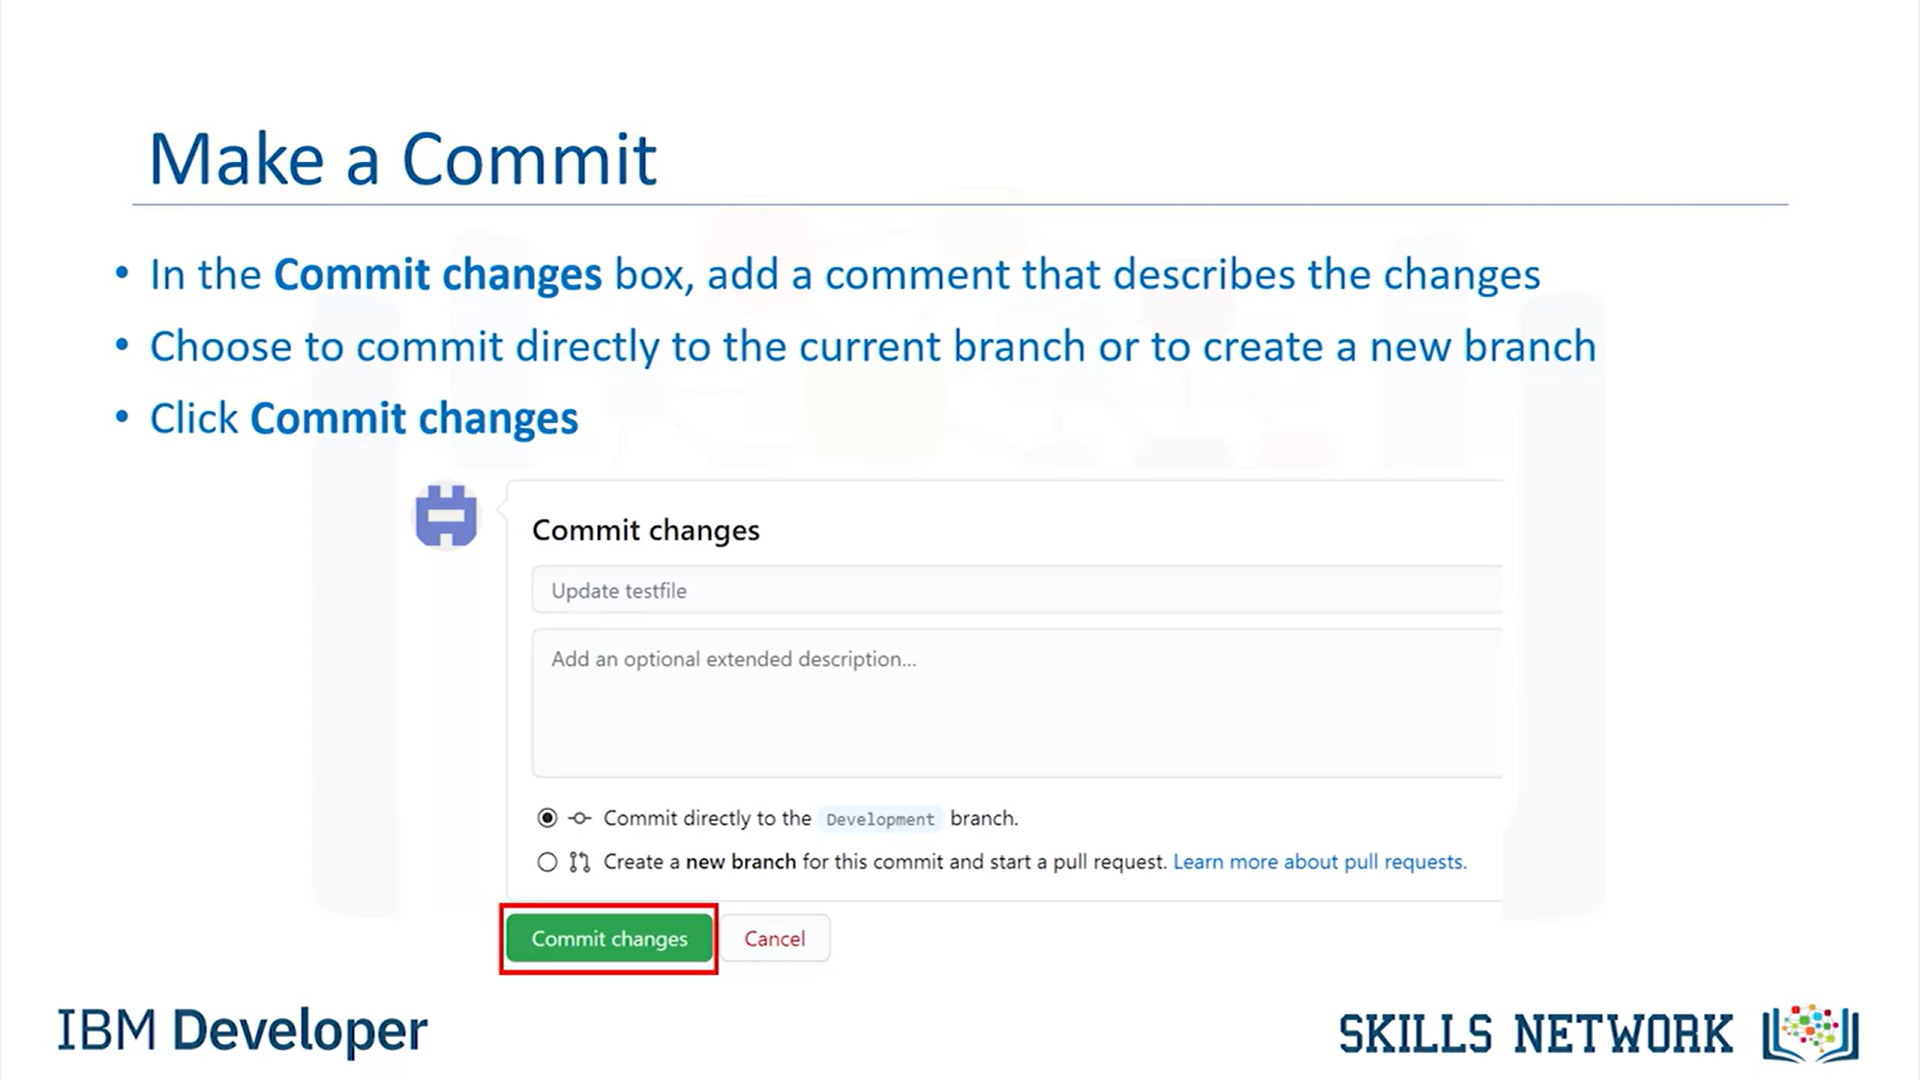 Make a Commit
• In the Commit changes box, add a comment that describes the changes
• Choose to commit directly to the current branch or to create a new branch
• Click Commit changes
Commit changes
Update testfile
Add an optional extended description...
Commit directly to the Development branch.
Create a new branch for this commit and start a pull request. Learn more about pull requests.
Commit changes Cancel
IBM Developer
SKILLS NETWORK